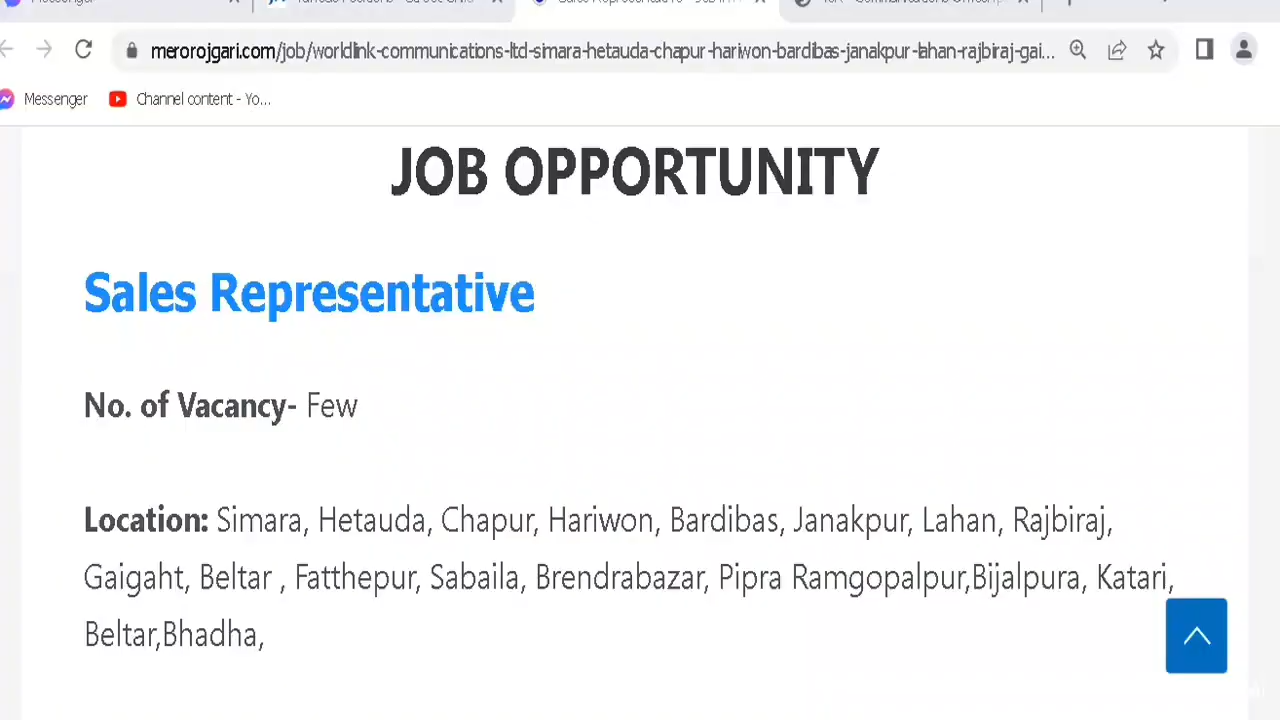 merorojgari.com/job/worldlink-communications-ltd-simara-hetauda-chapur-hariwon-bardibas-janakpur-lahan-rajbiraj-gai...
Messenger Channel content - Yo...
JOB OPPORTUNITY
Sales Representative
No. of Vacancy- Few
Location: Simara, Hetauda, Chapur, Hariwon, Bardibas, Janakpur, Lahan, Rajbiraj,
Gaigaht, Beltar , Fatthepur, Sabaila, Brendrabazar, Pipra Ramgopalpur,Bijalpura, Katari,
Beltar,Bhadha,